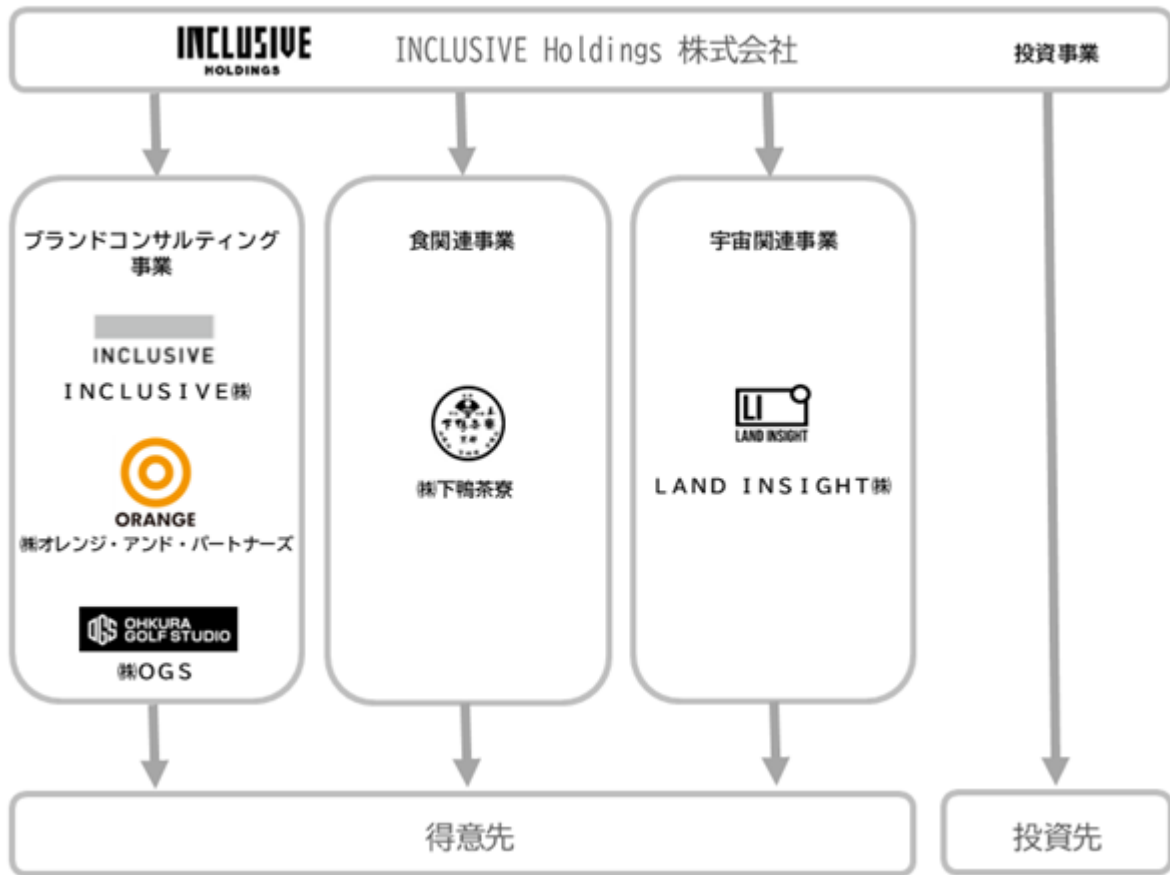 INCLUSIVE
HOLDINGS
INCLUSIVE Holdings 株式会社
投資事業
ブランドコンサルティング
事業
INCLUSIVE
ＩＮＣＬＵＳＩＶＥ㈱
ORANGE
㈱オレンジ・アンド・パートナーズ
OGS OHKURA
GOLF STUDIO
㈱ＯＧＳ
食関連事業
㈱下鴨茶寮
宇宙関連事業
LI
LAND INSIGHT
ＬＡＮＤ ＩＮＳＩＧＨＴ㈱
得意先
投資先